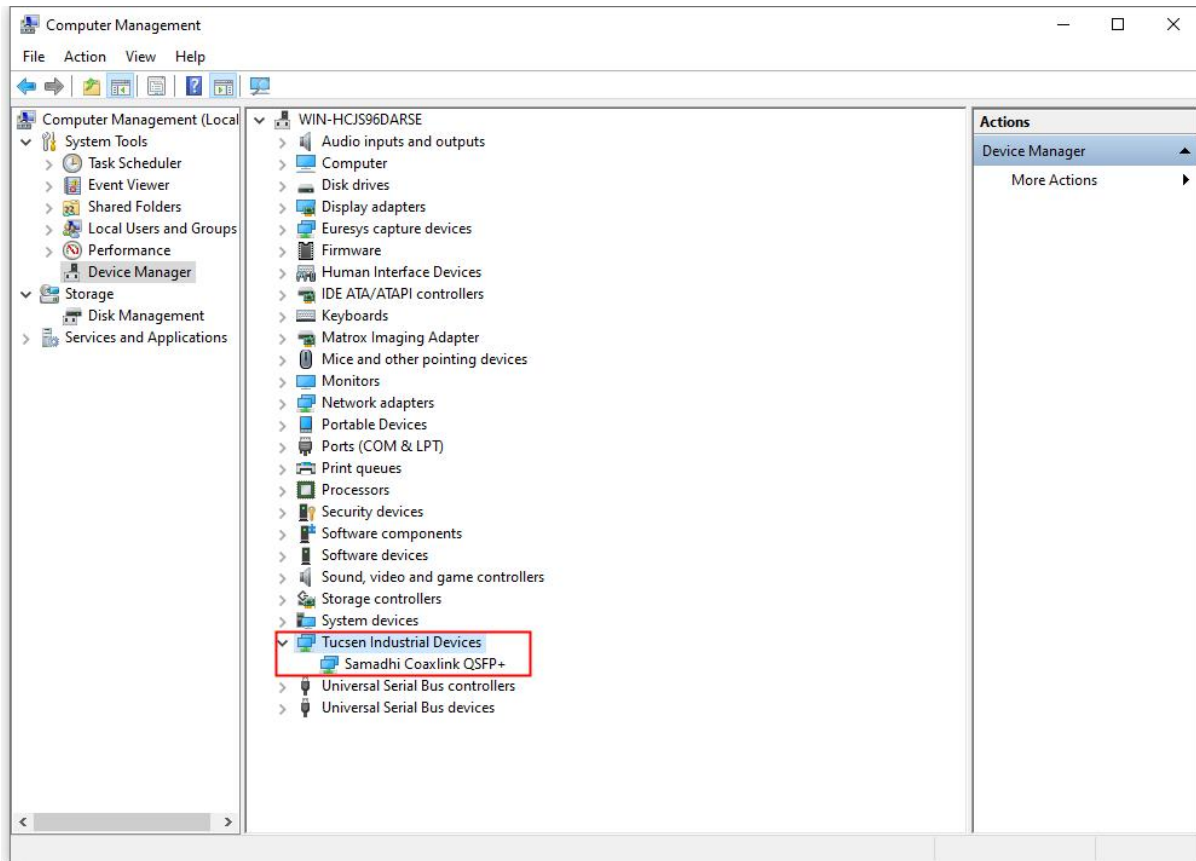 Computer Management
File Action View Help
Computer Management (Local
System Tools
Task Scheduler
Event Viewer
Shared Folders
Local Users and Groups
Performance
Device Manager
Storage
Disk Management
Services and Applications
WIN-HCJS96DARSE
Audio inputs and outputs
Computer
Disk drives
Display adapters
Euresys capture devices
Firmware
Human Interface Devices
IDE ATA/ATAPI controllers
Keyboards
Matrox Imaging Adapter
Mice and other pointing devices
Monitors
Network adapters
Portable Devices
Ports (COM & LPT)
Print queues
Processors
Security devices
Software components
Software devices
Sound, video and game controllers
Storage controllers
System devices
Tucsen Industrial Devices
Samadhi Coaxlink QSFP+
Universal Serial Bus controllers
Universal Serial Bus devices
Actions
Device Manager
More Actions